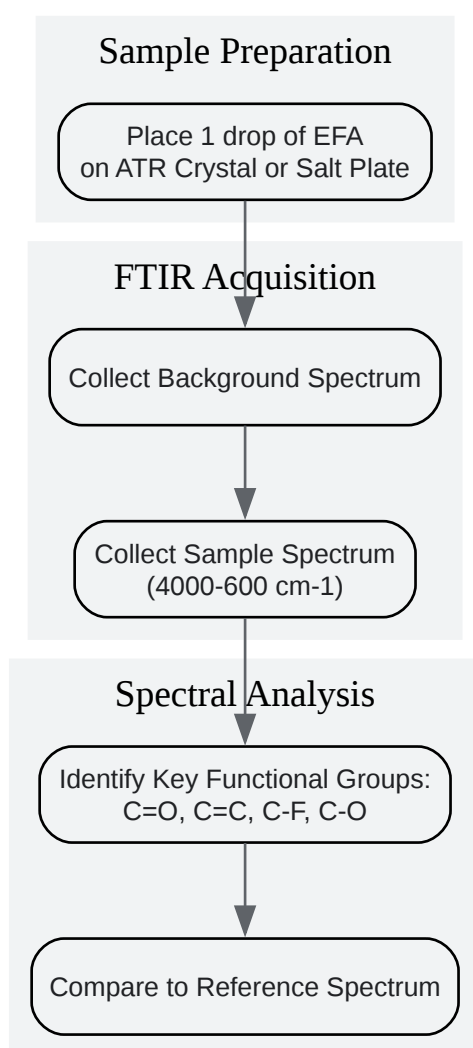 Sample Preparation
Place 1 drop of EFA
on ATR Crystal or Salt Plate
FTIR Acquisition
Collect Background Spectrum
Collect Sample Spectrum
(4000-600 cm-1)
Spectral Analysis
Identify Key Functional Groups:
C=O, C=C, C-F, C-O
Compare to Reference Spectrum